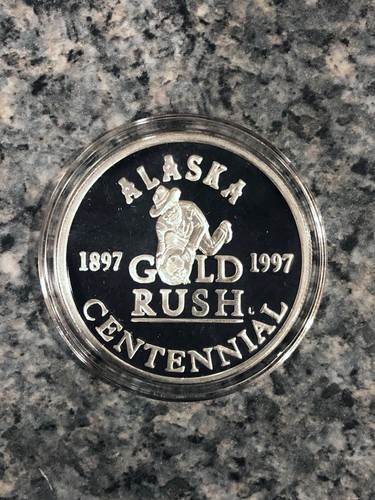 ALASKA
1897 GOLD 1997
RUSH
CENTENNIAL